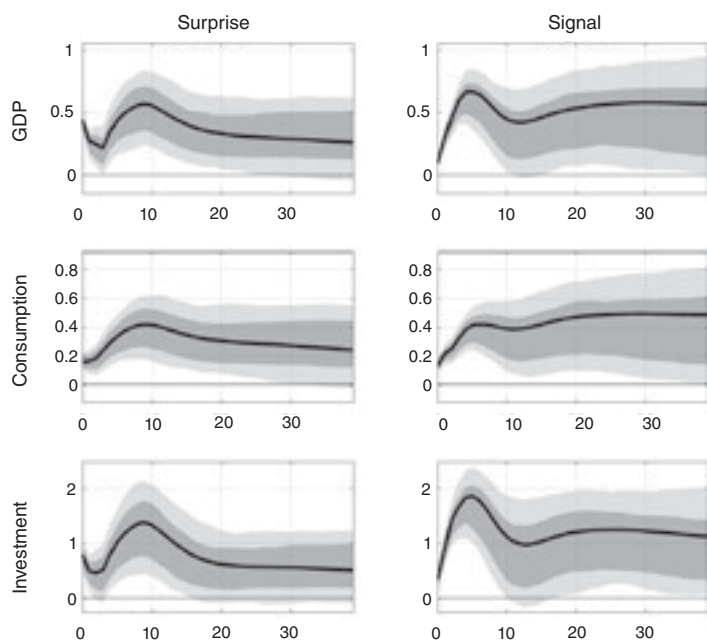 Surprise Signal
GDP
1 1
0.5 0.5
0 0
0 10 20 30 0 10 20 30
Consumption
0.8 0.8
0.6 0.6
0.4 0.4
0.2 0.2
0 0
0 10 20 30 0 10 20 30
Investment
2 2
1 1
0 0
0 10 20 30 0 10 20 30